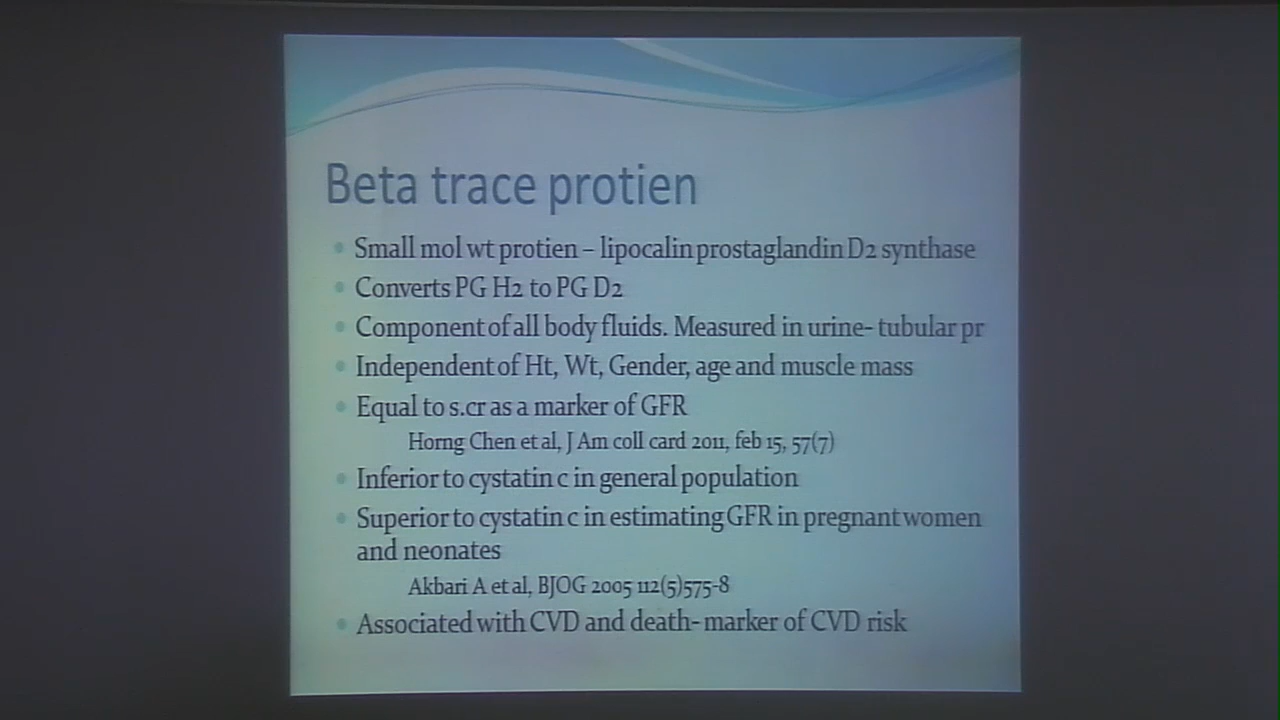 Beta trace protien
• Small mol wt protien – lipocalin prostaglandin D2 synthase
• Converts PG H2 to PG D2
• Component of all body fluids. Measured in urine- tubular pr
• Independent of Ht, Wt, Gender, age and muscle mass
• Equal to s.cr as a marker of GFR
Horng Chen et al, J Am coll card 2011, feb 15, 57(7)
• Inferior to cystatin c in general population
• Superior to cystatin c in estimating GFR in pregnant women
and neonates
Akbari A et al, BJOG 2005 112(5)575-8
• Associated with CVD and death- marker of CVD risk